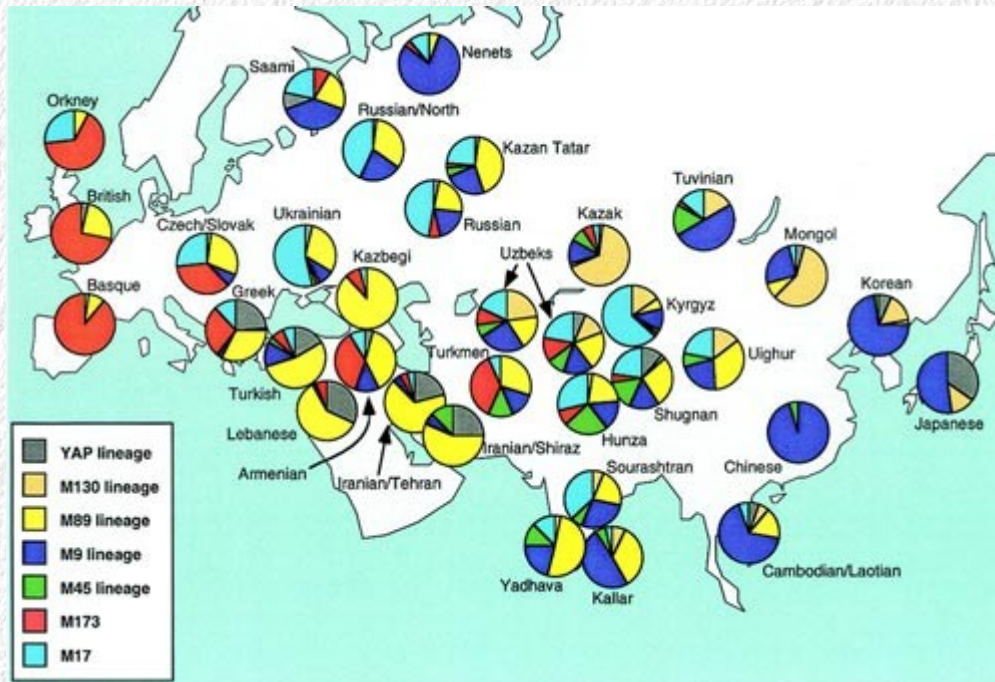 Nenets
Saami
Orkney
Russian/North
Kazan Tatar
Tuvinian
British
Czech/Slovak
Ukrainian
Russian
Kazak
Mongol
Kazbegi
Uzbeks
Korean
Basque
Greek
Kyrgyz
Turkmen
Uighur
Turkish
Shugnan
Japanese
Lebanese
Hunza
Chinese
Armenian
Iranian/Shiraz
Iranian/Tehran
Sourashtran
Yadhava
Kallar
Cambodian/Laotian
YAP lineage
M130 lineage
M89 lineage
M9 lineage
M45 lineage
M173
M17